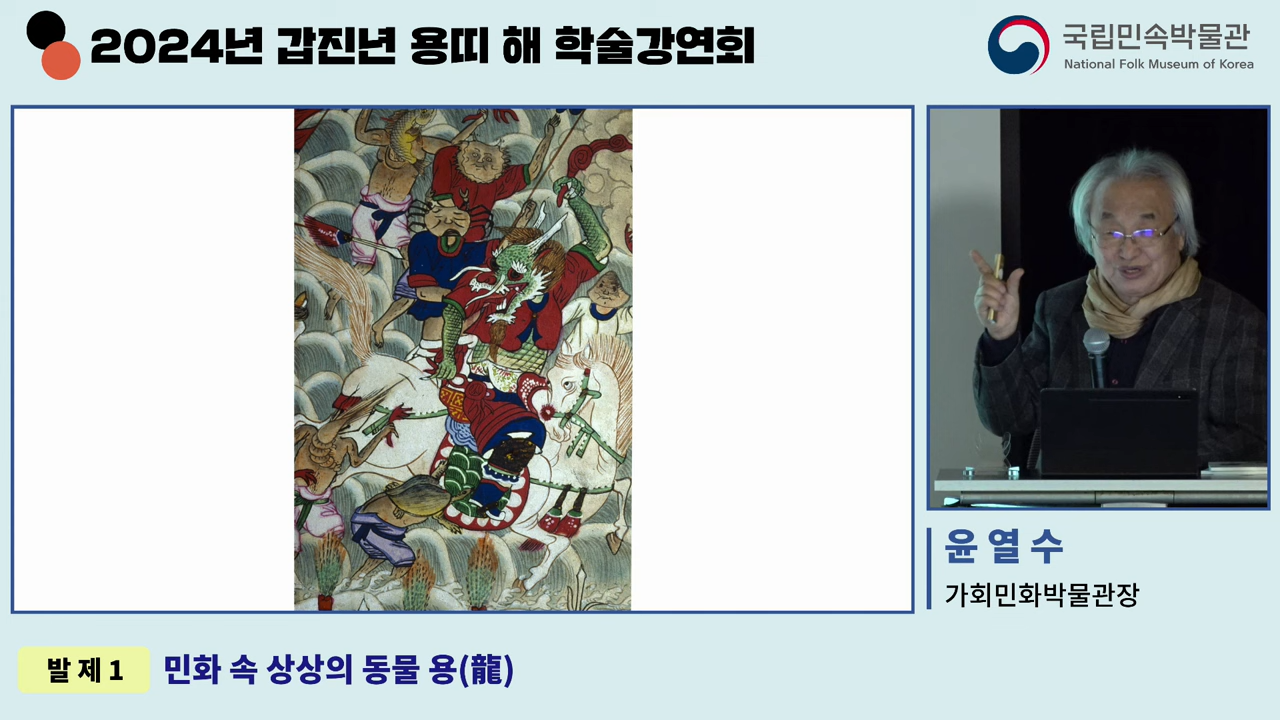 2024년 갑진년 용띠 해 학술강연회
국립민속박물관
National Folk Museum of Korea
윤열수
가회민화박물관장
발제1
민화 속 상상의 동물 용(龍)